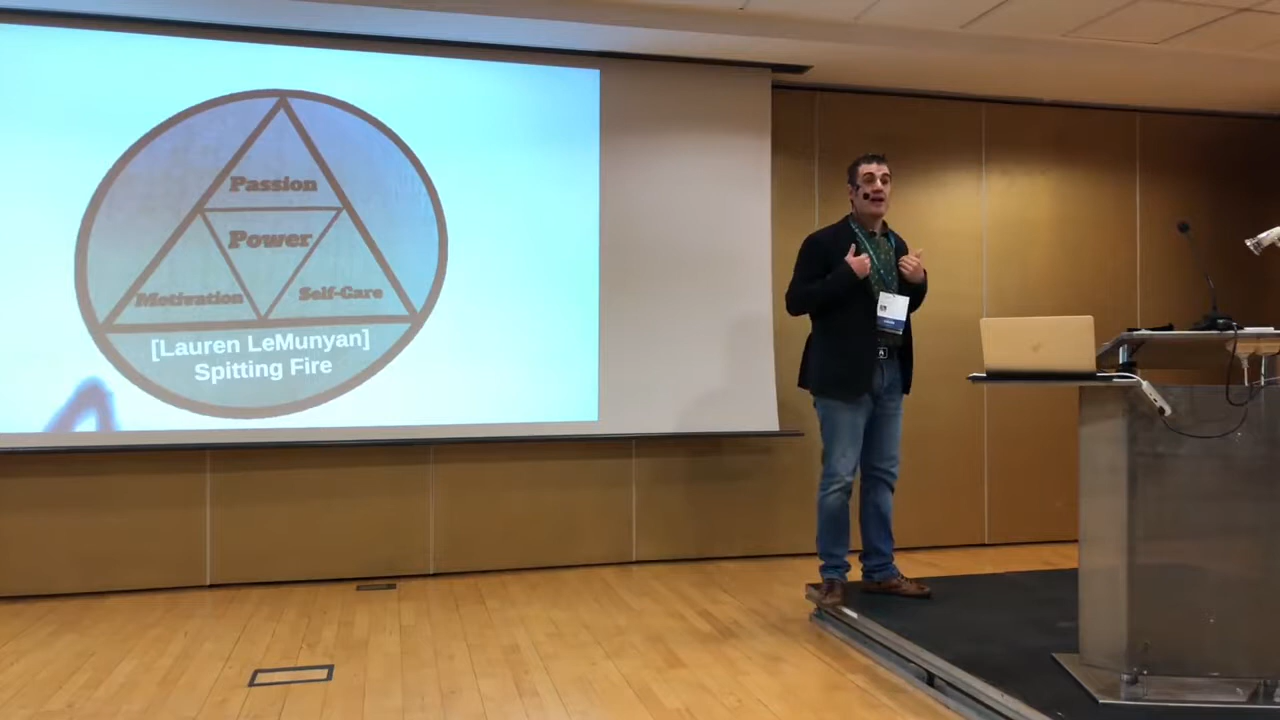 Passion
Power
Motivation
Self-Care
[Lauren LeMunyan]
Spitting Fire